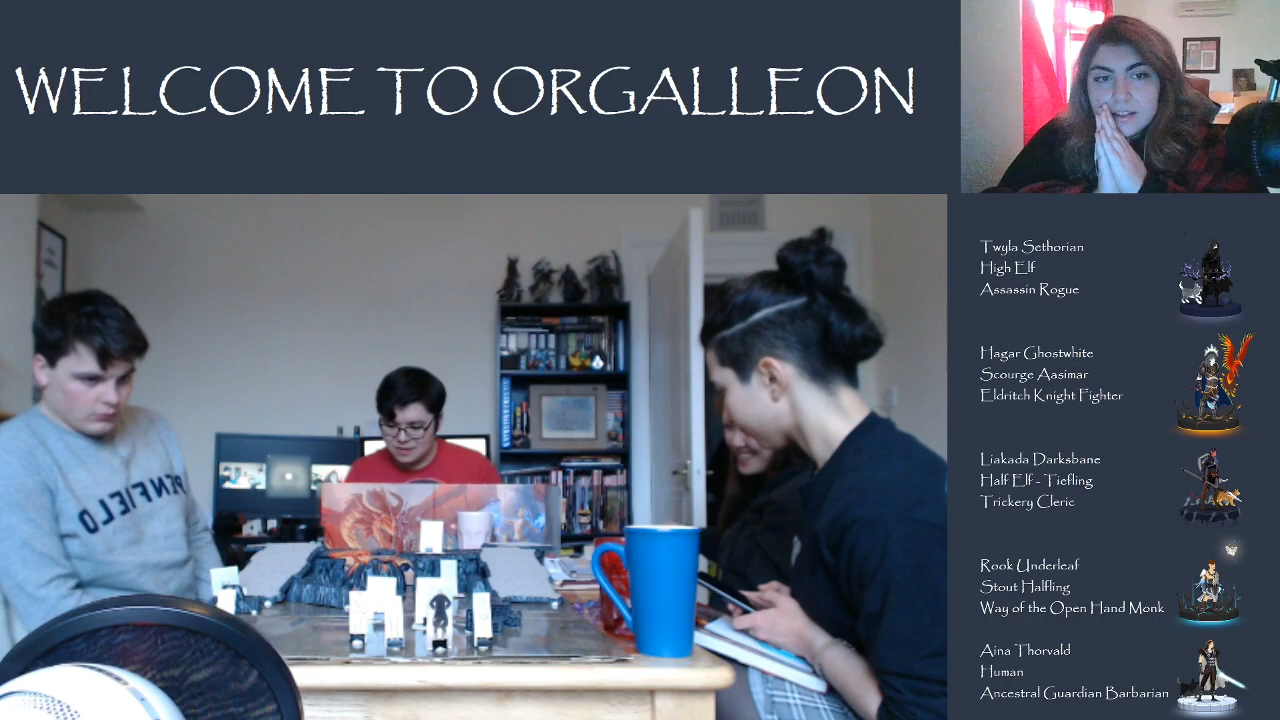 WELCOME TO ORGALLEON
PENFIELD
Twyla Sethorian
High Elf
Assassin Rogue
Hagar Ghostwhite
Scourge Aasimar
Eldritch Knight Fighter
Liakada Darksbane
Half Elf - Tiefling
Trickery Cleric
Rook Underleaf
Stout Halfling
Way of the Open Hand Monk
Aina Thorvald
Human
Ancestral Guardian Barbarian